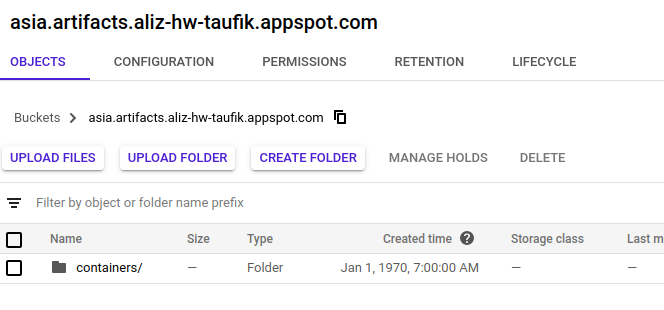 asia.artifacts.aliz-hw-taufik.appspot.com
OBJECTS CONFIGURATION PERMISSIONS RETENTION LIFECYCLE
Buckets > asia.artifacts.aliz-hw-taufik.appspot.com
UPLOAD FILES UPLOAD FOLDER CREATE FOLDER MANAGE HOLDS DELETE
Filter by object or folder name prefix
Name Size Type Created time ? Storage class Last m
containers/ — Folder Jan 1, 1970, 7:00:00 AM — —